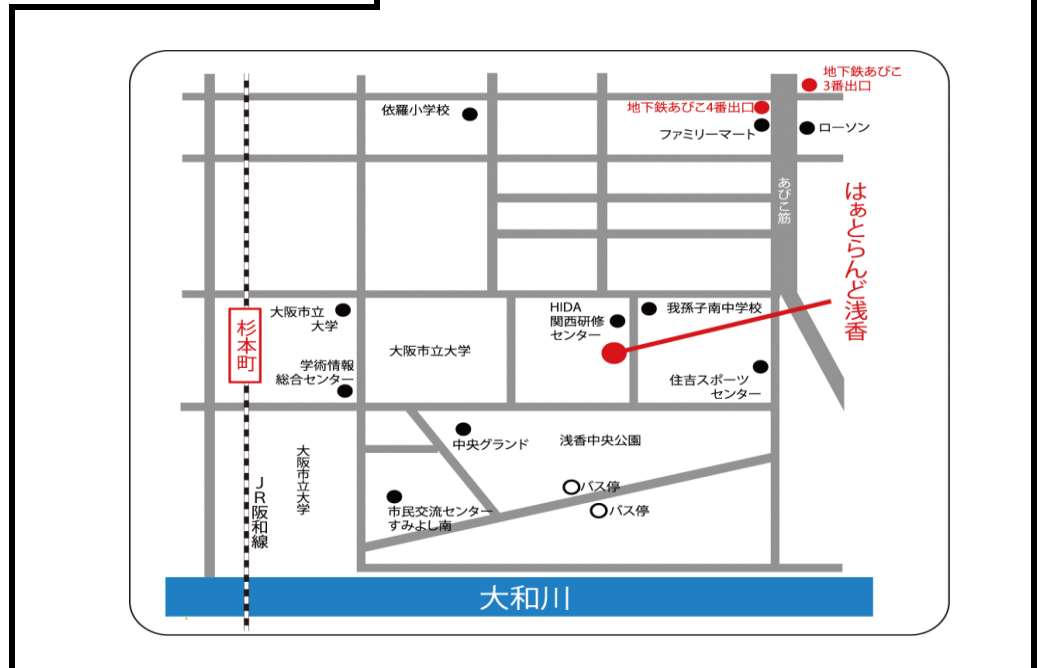 地下鉄あびこ
3番出口
依羅小学校
地下鉄あびこ4番出口
ファミリーマート
ローソン
あびこ筋
はぁとらんど浅香
大阪市立
大学
杉本町
学術情報
総合センター
大阪市立大学
HIDA
関西研修
センター
我孫子南中学校
住吉スポーツ
センター
中央グランド
浅香中央公園
大阪市立大学
JR阪和線
市民交流センター
すみよし南
バス停
バス停
大和川